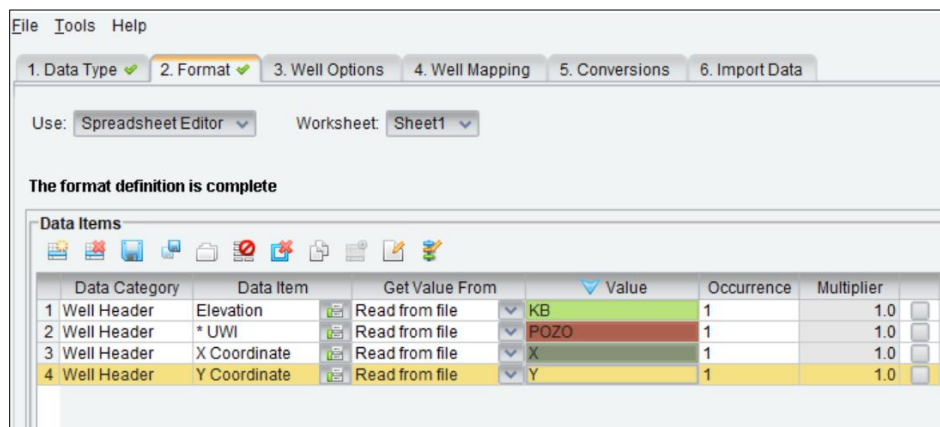 File Tools Help
1. Data Type 2. Format 3. Well Options 4. Well Mapping 5. Conversions 6. Import Data
Use: Spreadsheet Editor Worksheet: Sheet1
The format definition is complete
Data Items
Data Category Data Item Get Value From Value Occurrence Multiplier
1 Well Header Elevation Read from file KB 1 1.0
2 Well Header * UWI Read from file POZO 1 1.0
3 Well Header X Coordinate Read from file X 1 1.0
4 Well Header Y Coordinate Read from file Y 1 1.0